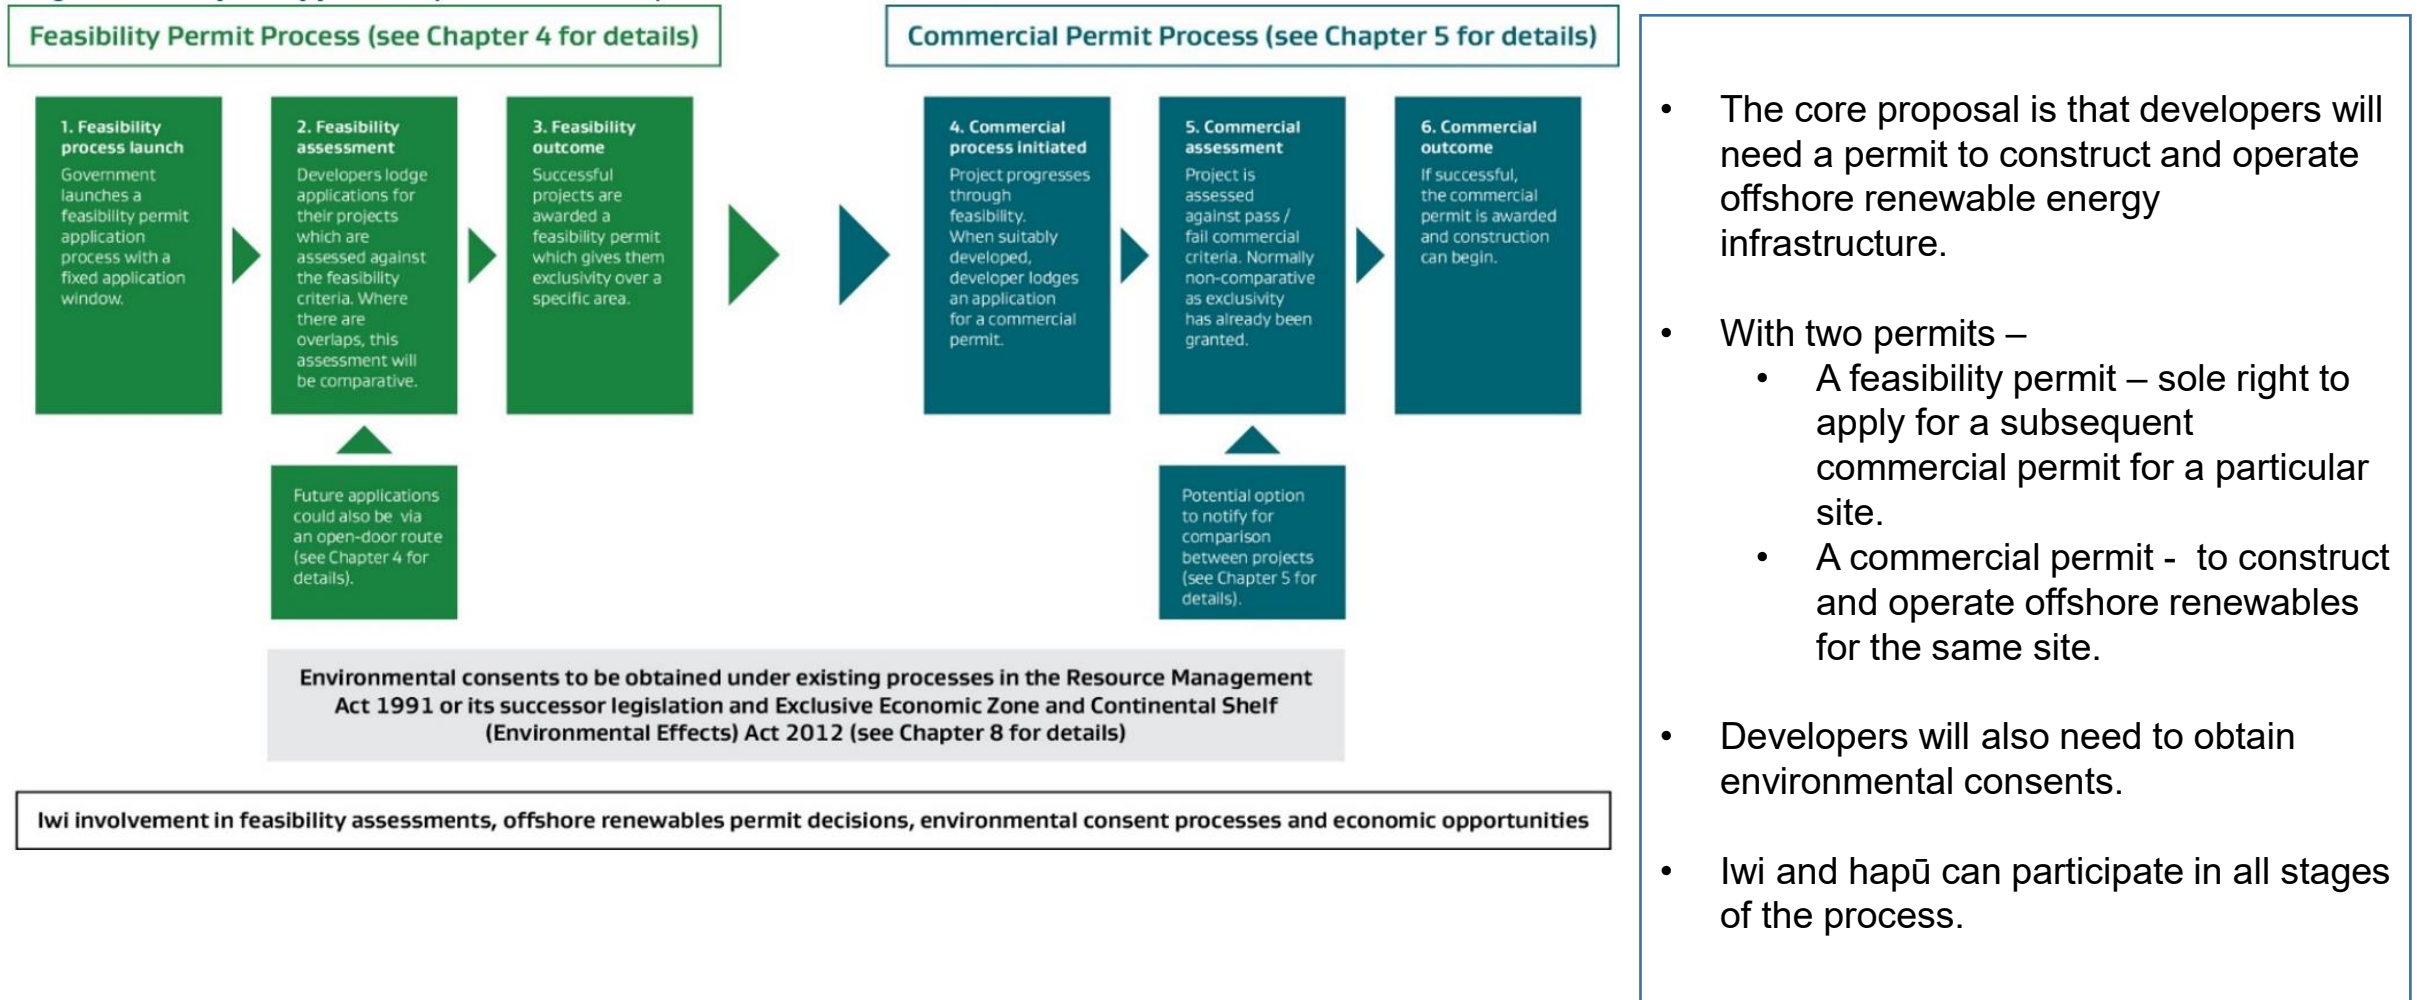 Feasibility Permit Process (see Chapter 4 for details)
Commercial Permit Process (see Chapter 5 for details)
1. Feasibility
process launch
Government
launches a
feasibility permit
application
process with a
fixed application
window.
2. Feasibility
assessment
Developers lodge
applications for
their projects
which are
assessed against
the feasibility
criteria. Where
there are
overlaps, this
assessment will
be comparative.
3. Feasibility
outcome
Successful
projects are
awarded a
feasibility permit
which gives them
exclusivity over a
specific area.
4. Commercial
process initiated
Project progresses
through
feasibility.
When suitably
developed,
developer lodges
an application
for a commercial
permit.
5. Commercial
assessment
Project is
assessed
against pass /
fail commercial
criteria. Normally
non-comparative
as exclusivity
has already been
granted.
6. Commercial
outcome
If successful,
the commercial
permit is awarded
and construction
can begin.
Future applications
could also be via
an open-door route
(see Chapter 4 for
details).
Potential option
to notify for
comparison
between projects
(see Chapter 5 for
details).
Environmental consents to be obtained under existing processes in the Resource Management
Act 1991 or its successor legislation and Exclusive Economic Zone and Continental Shelf
(Environmental Effects) Act 2012 (see Chapter 8 for details)
Iwi involvement in feasibility assessments, offshore renewables permit decisions, environmental consent processes and economic opportunities
• The core proposal is that developers will
need a permit to construct and operate
offshore renewable energy
infrastructure.
• With two permits –
• A feasibility permit – sole right to
apply for a subsequent
commercial permit for a particular
site.
• A commercial permit - to construct
and operate offshore renewables
for the same site.
• Developers will also need to obtain
environmental consents.
• Iwi and hapū can participate in all stages
of the process.